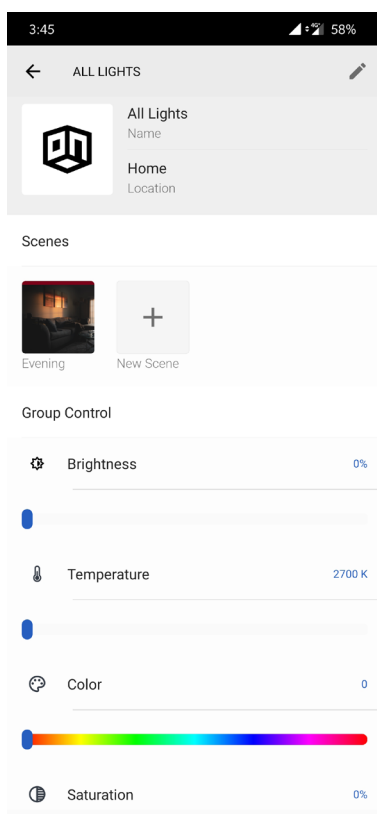 3:45
4G
58%
ALL LIGHTS
All Lights
Name
Home
Location
Scenes
Evening
New Scene
Group Control
Brightness
0%
Temperature
2700 K
Color
0
Saturation
0%